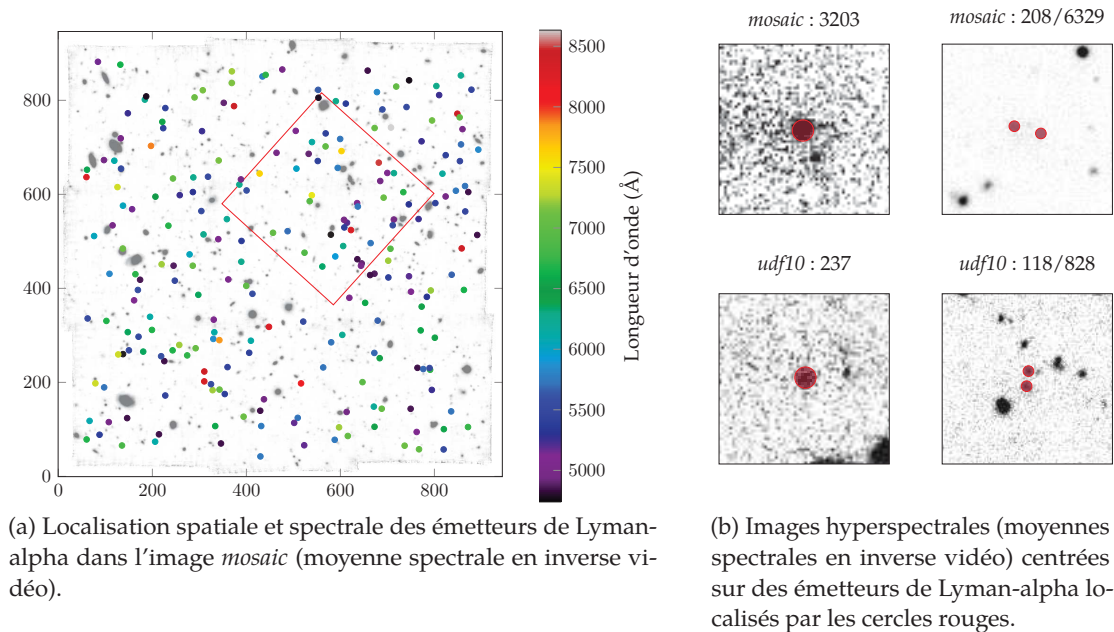 800
600
400
200
0
0
200
400
600
800
8500
8000
7500
7000
6500
6000
5500
5000
Longueur d'onde (Å)
(a) Localisation spatiale et spectrale des émetteurs de Lyman-
alpha dans l'image mosaic (moyenne spectrale en inverse vi-
déo).
mosaic : 3203
mosaic : 208/6329
udf10 : 237
udf10 : 118/828
(b) Images hyperspectrales (moyennes
spectrales en inverse vidéo) centrées
sur des émetteurs de Lyman-alpha lo-
calisés par les cercles rouges.